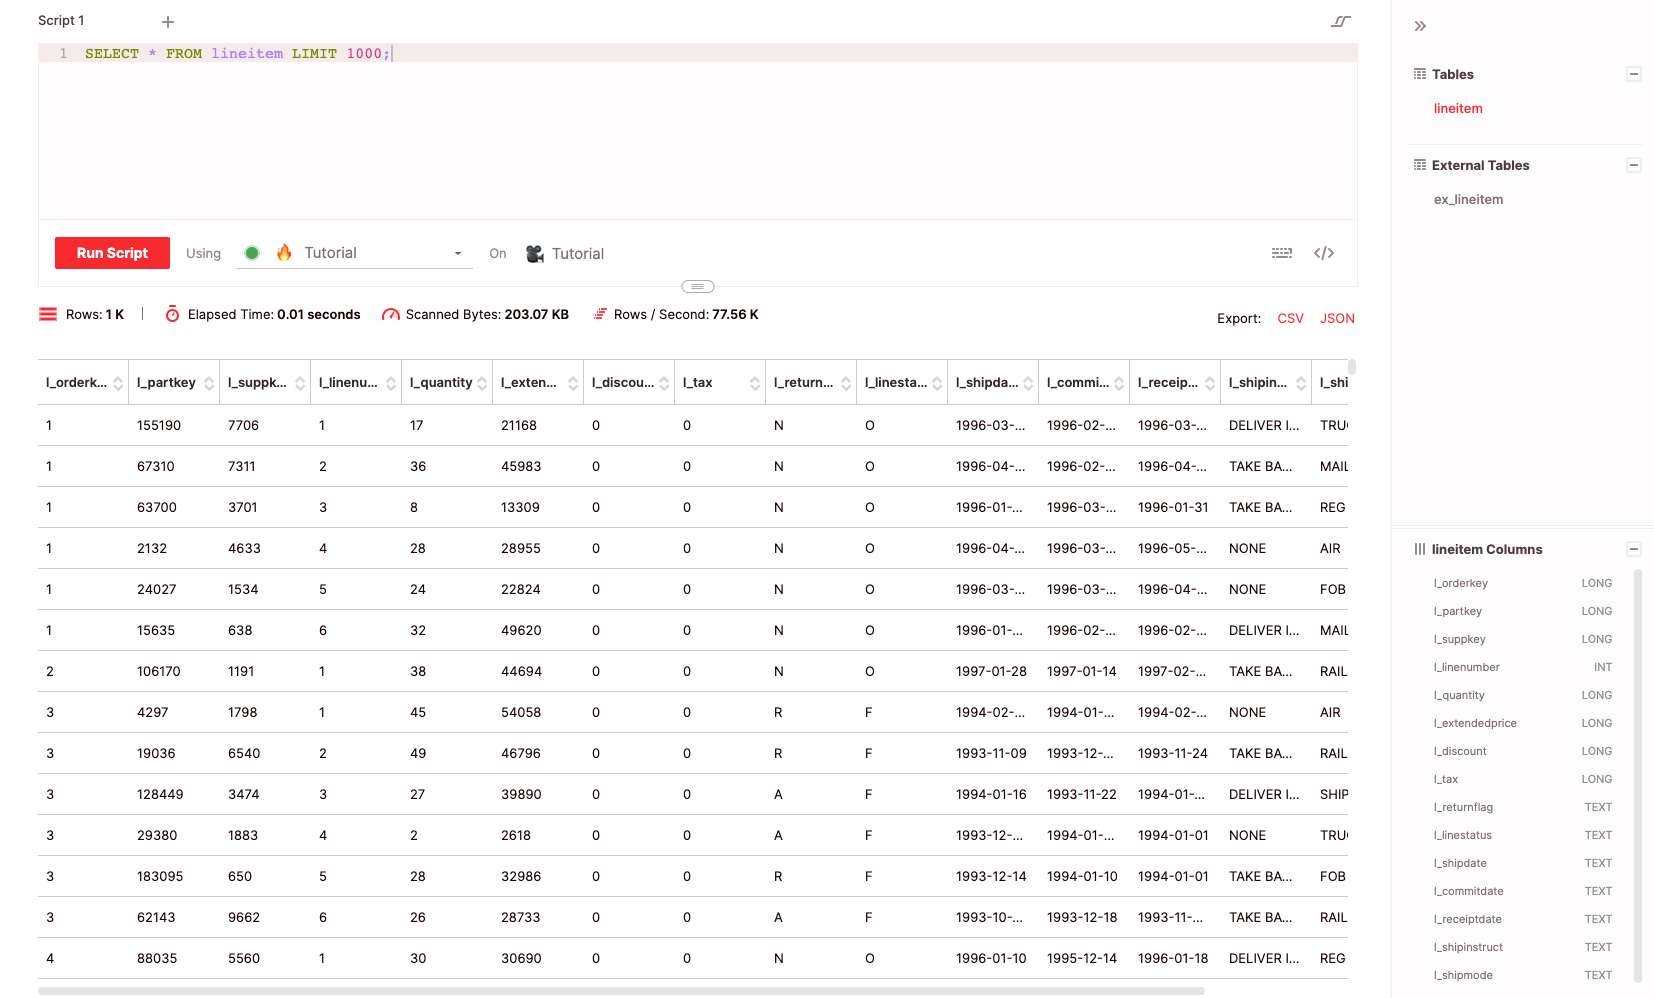 Script 1 +
1 SELECT * FROM lineitem LIMIT 1000;
Run Script Using Tutorial On Tutorial </>
Rows: 1 K | Elapsed Time: 0.01 seconds Scanned Bytes: 203.07 KB Rows / Second: 77.56 K
Export: CSV JSON
l_orderk... l_partkey l_suppk... l_linenu... l_quantity l_exten... l_discou... l_tax l_return... l_linesta... l_shipda... l_commi... l_receip... l_shipin... l_shi
1 155190 7706 1 17 21168 0 0 N O 1996-03-... 1996-02-... 1996-03-... DELIVER I... TRU
1 67310 7311 2 36 45983 0 0 N O 1996-04-... 1996-02-... 1996-04-... TAKE BA... MAIL
1 63700 3701 3 8 13309 0 0 N O 1996-01-... 1996-03-... 1996-01-31 TAKE BA... REG
1 2132 4633 4 28 28955 0 0 N O 1996-04-... 1996-03-... 1996-05-... NONE AIR
1 24027 1534 5 24 22824 0 0 N O 1996-03-... 1996-03-... 1996-04-... NONE FOB
1 15635 638 6 32 49620 0 0 N O 1996-01-... 1996-02-... 1996-02-... DELIVER I... MAIL
2 106170 1191 1 38 44694 0 0 N O 1997-01-28 1997-01-14 1997-02-... TAKE BA... RAIL
3 4297 1798 1 45 54058 0 0 R F 1994-02-... 1994-01-... 1994-02-... NONE AIR
3 19036 6540 2 49 46796 0 0 R F 1993-11-09 1993-12-... 1993-11-24 TAKE BA... RAIL
3 128449 3474 3 27 39890 0 0 A F 1994-01-16 1993-11-22 1994-01-... DELIVER I... SHIP
3 29380 1883 4 2 2618 0 0 A F 1993-12-... 1994-01-... 1994-01-01 NONE TRU
3 183095 650 5 28 32986 0 0 R F 1993-12-14 1994-01-10 1994-01-01 TAKE BA... FOB
3 62143 9662 6 26 28733 0 0 A F 1993-10-... 1993-12-18 1993-11-... TAKE BA... RAIL
4 88035 5560 1 30 30690 0 0 N O 1996-01-10 1995-12-14 1996-01-18 DELIVER I... REG
Tables
lineitem
External Tables
ex_lineitem
lineitem Columns
l_orderkey LONG
l_partkey LONG
l_suppkey LONG
l_linenumber INT
l_quantity LONG
l_extendedprice LONG
l_discount LONG
l_tax LONG
l_returnflag TEXT
l_linestatus TEXT
l_shipdate TEXT
l_commitdate TEXT
l_receiptdate TEXT
l_shipinstruct TEXT
l_shipmode TEXT